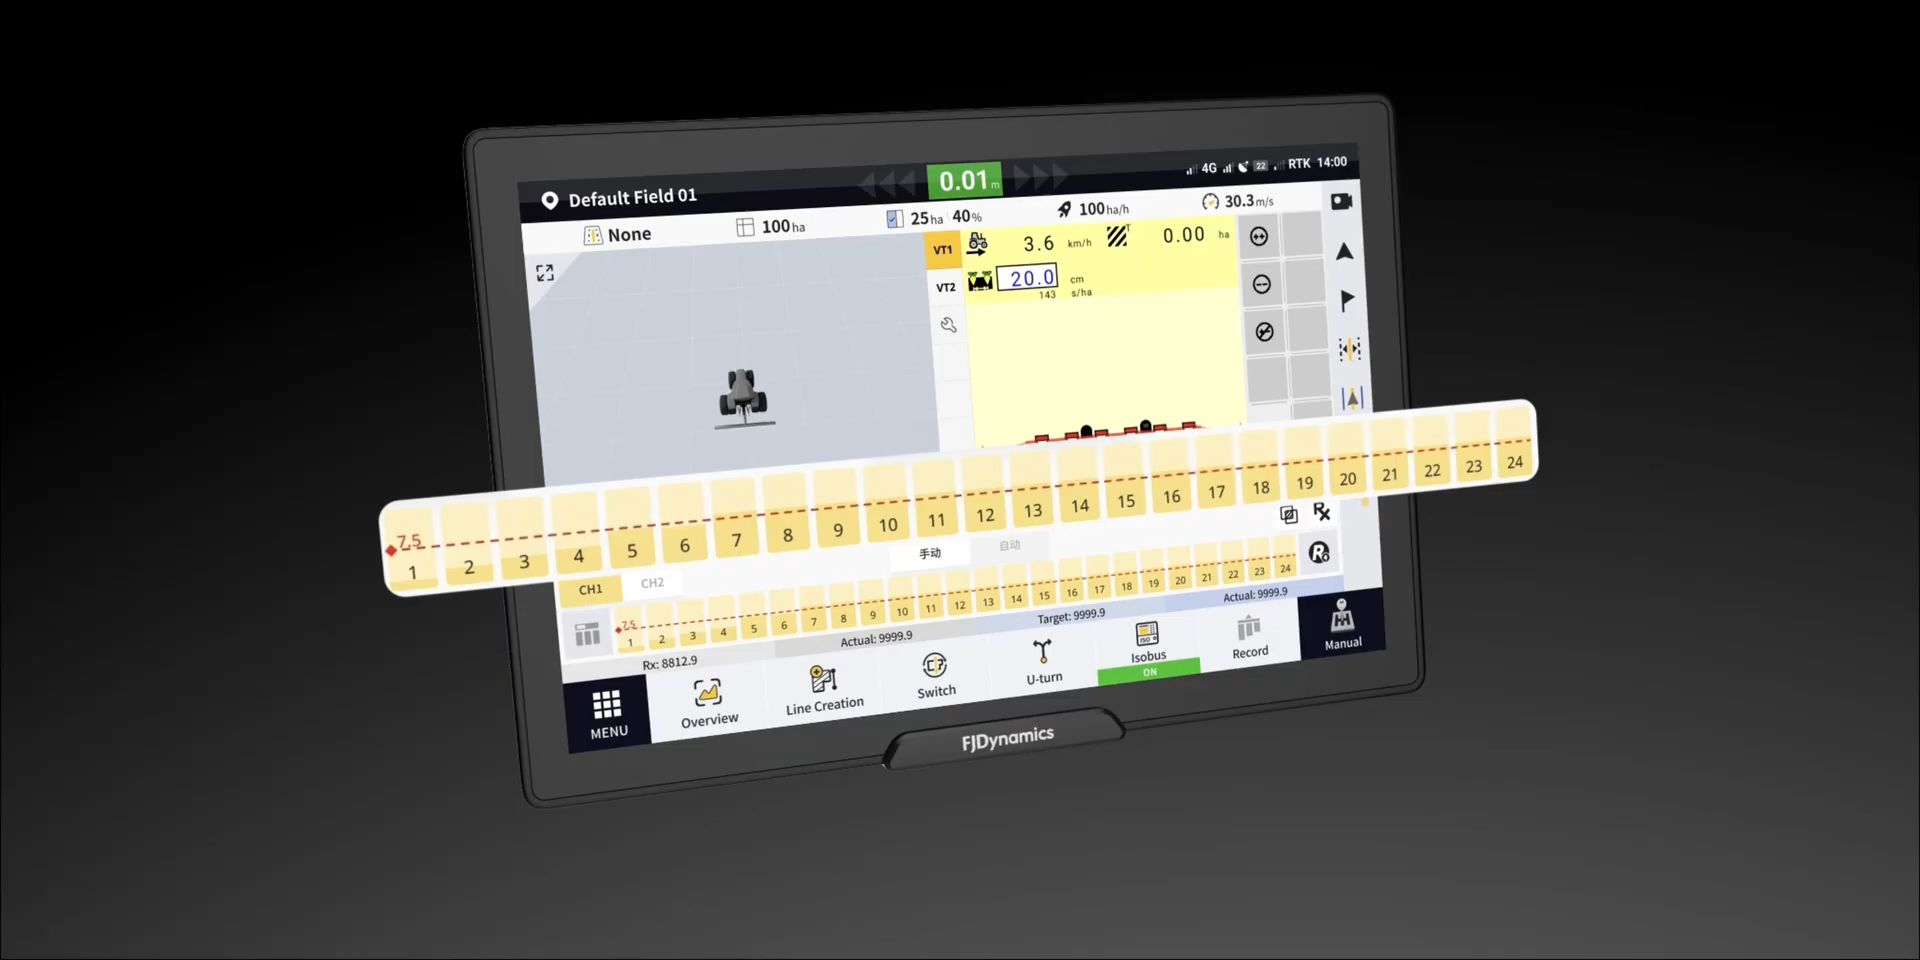 Default Field 01
0.01 m
4G 22 RTK 14:00
None
100 ha
25 ha 40 %
100 ha/h
30.3 m/s
VT1
VT2
3.6 km/h
T
0.00 ha
20.0 cm
143 s/ha
7.5
1 2 3 4 5 6 7 8 9 10 11 12 13 14 15 16 17 18 19 20 21 22 23 24
手动 自动
Rx
CH1 CH2
R
7.5
1 2 3 4 5 6 7 8 9 10 11 12 13 14 15 16 17 18 19 20 21 22 23 24
Rx: 8812.9
Actual: 9999.9
Target: 9999.9
Actual: 9999.9
MENU
Overview
Line Creation
Switch
U-turn
ISO
Isobus
ON
Record
Manual
FJDynamics